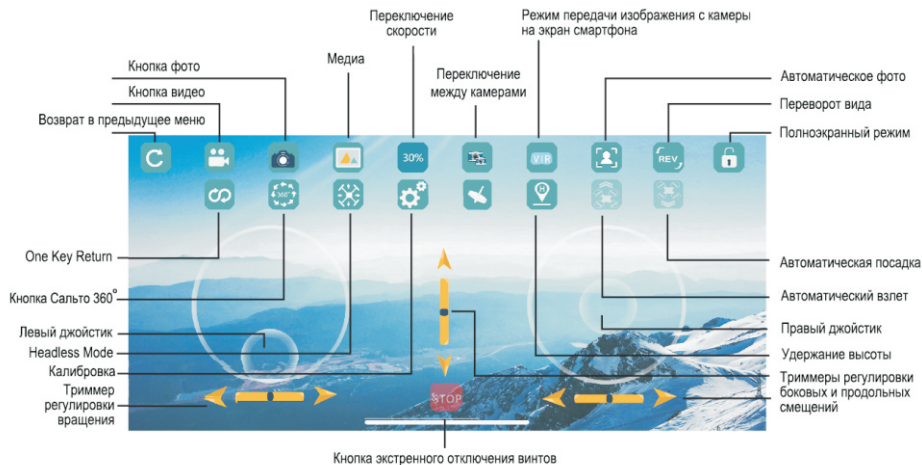 Переключение
скорости
Режим передачи изображения с камеры
на экран смартфона
Кнопка фото
Медиа
Переключение
между камерами
Автоматическое фото
Кнопка видео
Переворот вида
Возврат в предыдущее меню
Полноэкранный режим
30%
V|R
REV
360°
H
One Key Return
Автоматическая посадка
Кнопка Сальто 360°
Автоматический взлет
Левый джойстик
Правый джойстик
Headless Mode
Удержание высоты
Калибровка
Триммер
регулировки
вращения
Триммеры регулировки
боковых и продольных
смещений
STOP
Кнопка экстренного отключения винтов